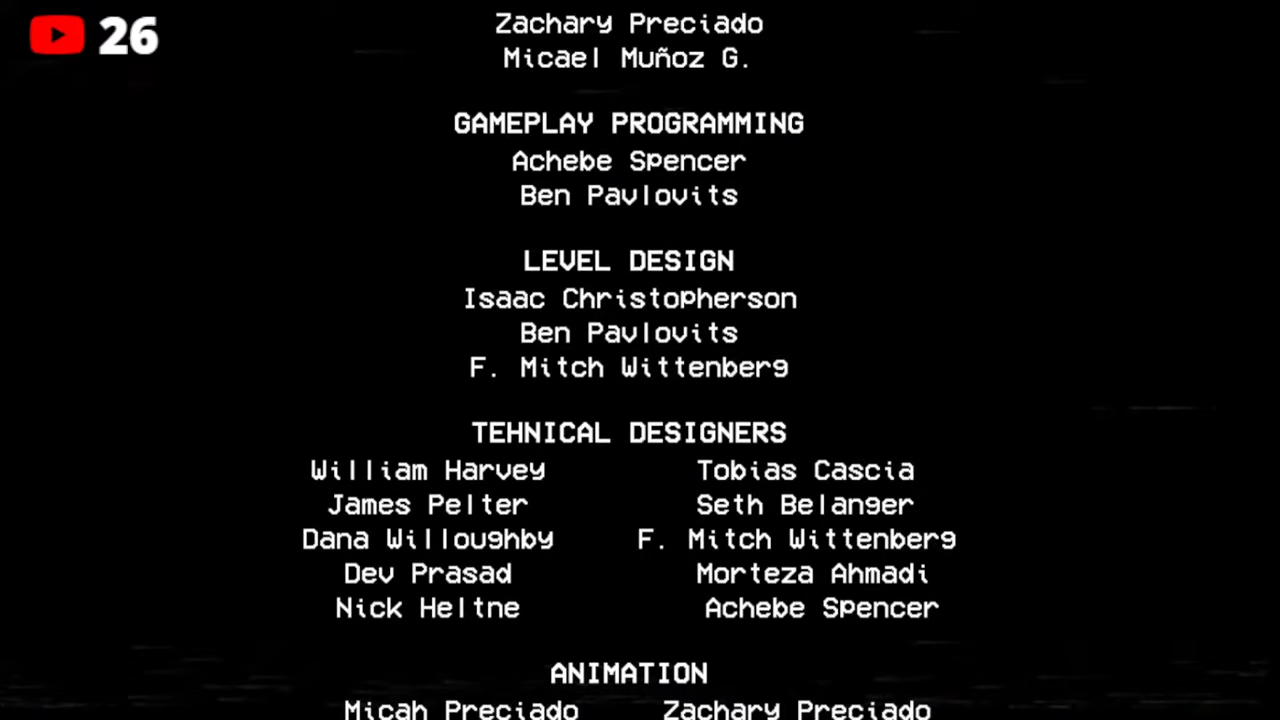 26
Zachary Preciado
Micael Muñoz G.
GAMEPLAY PROGRAMMING
Achebe Spencer
Ben Pavlovits
LEVEL DESIGN
Isaac Christopherson
Ben Pavlovits
F. Mitch Wittenberg
TEHNICAL DESIGNERS
William Harvey Tobias Cascia
James Pelter Seth Belanger
Dana Willoughby F. Mitch Wittenberg
Dev Prasad Morteza Ahmadi
Nick Heltne Achebe Spencer
ANIMATION
Micah Preciado Zachary Preciado